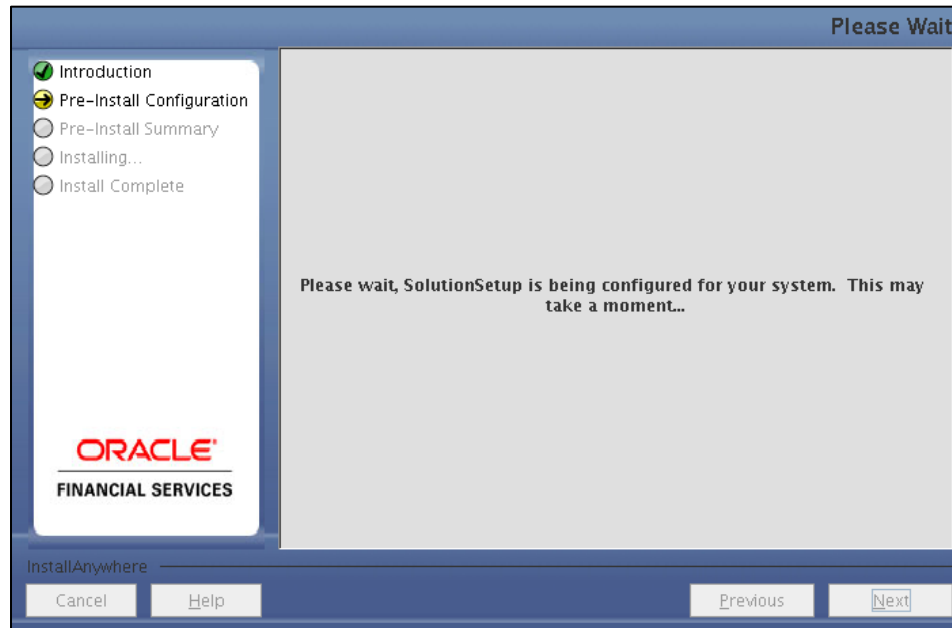 Please Wait
Introduction
Pre-Install Configuration
Pre-Install Summary
Installing...
Install Complete
Please wait, SolutionSetup is being configured for your system.  This may
take a moment...
ORACLE
FINANCIAL SERVICES
InstallAnywhere
Cancel
Help
Previous
Next